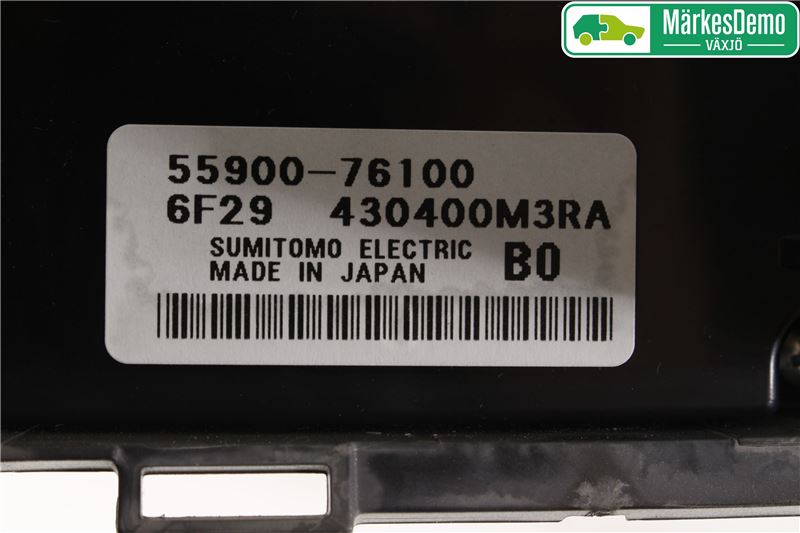 MärkesDemo
VÄXJÖ
55900-76100
6F29 430400M3RA
SUMITOMO ELECTRIC
MADE IN JAPAN B0